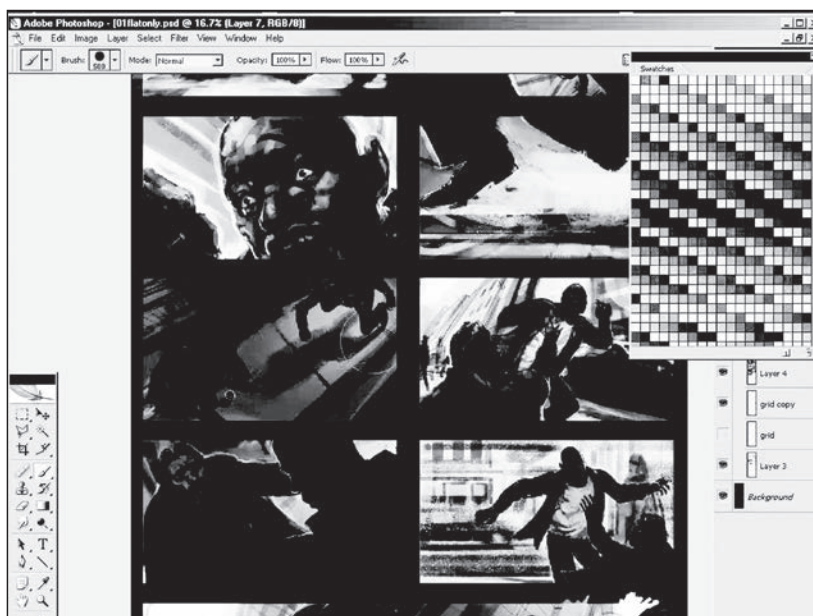 Adobe Photoshop - [01flatonly.psd @ 16.7% (Layer 7, RGB/8)]
File Edit Image Layer Select Filter View Window Help
Brush: 500 Mode: Normal Opacity: 100% Flow: 100%
Swatches
Layer 4
grid copy
grid
Layer 3
Background
T